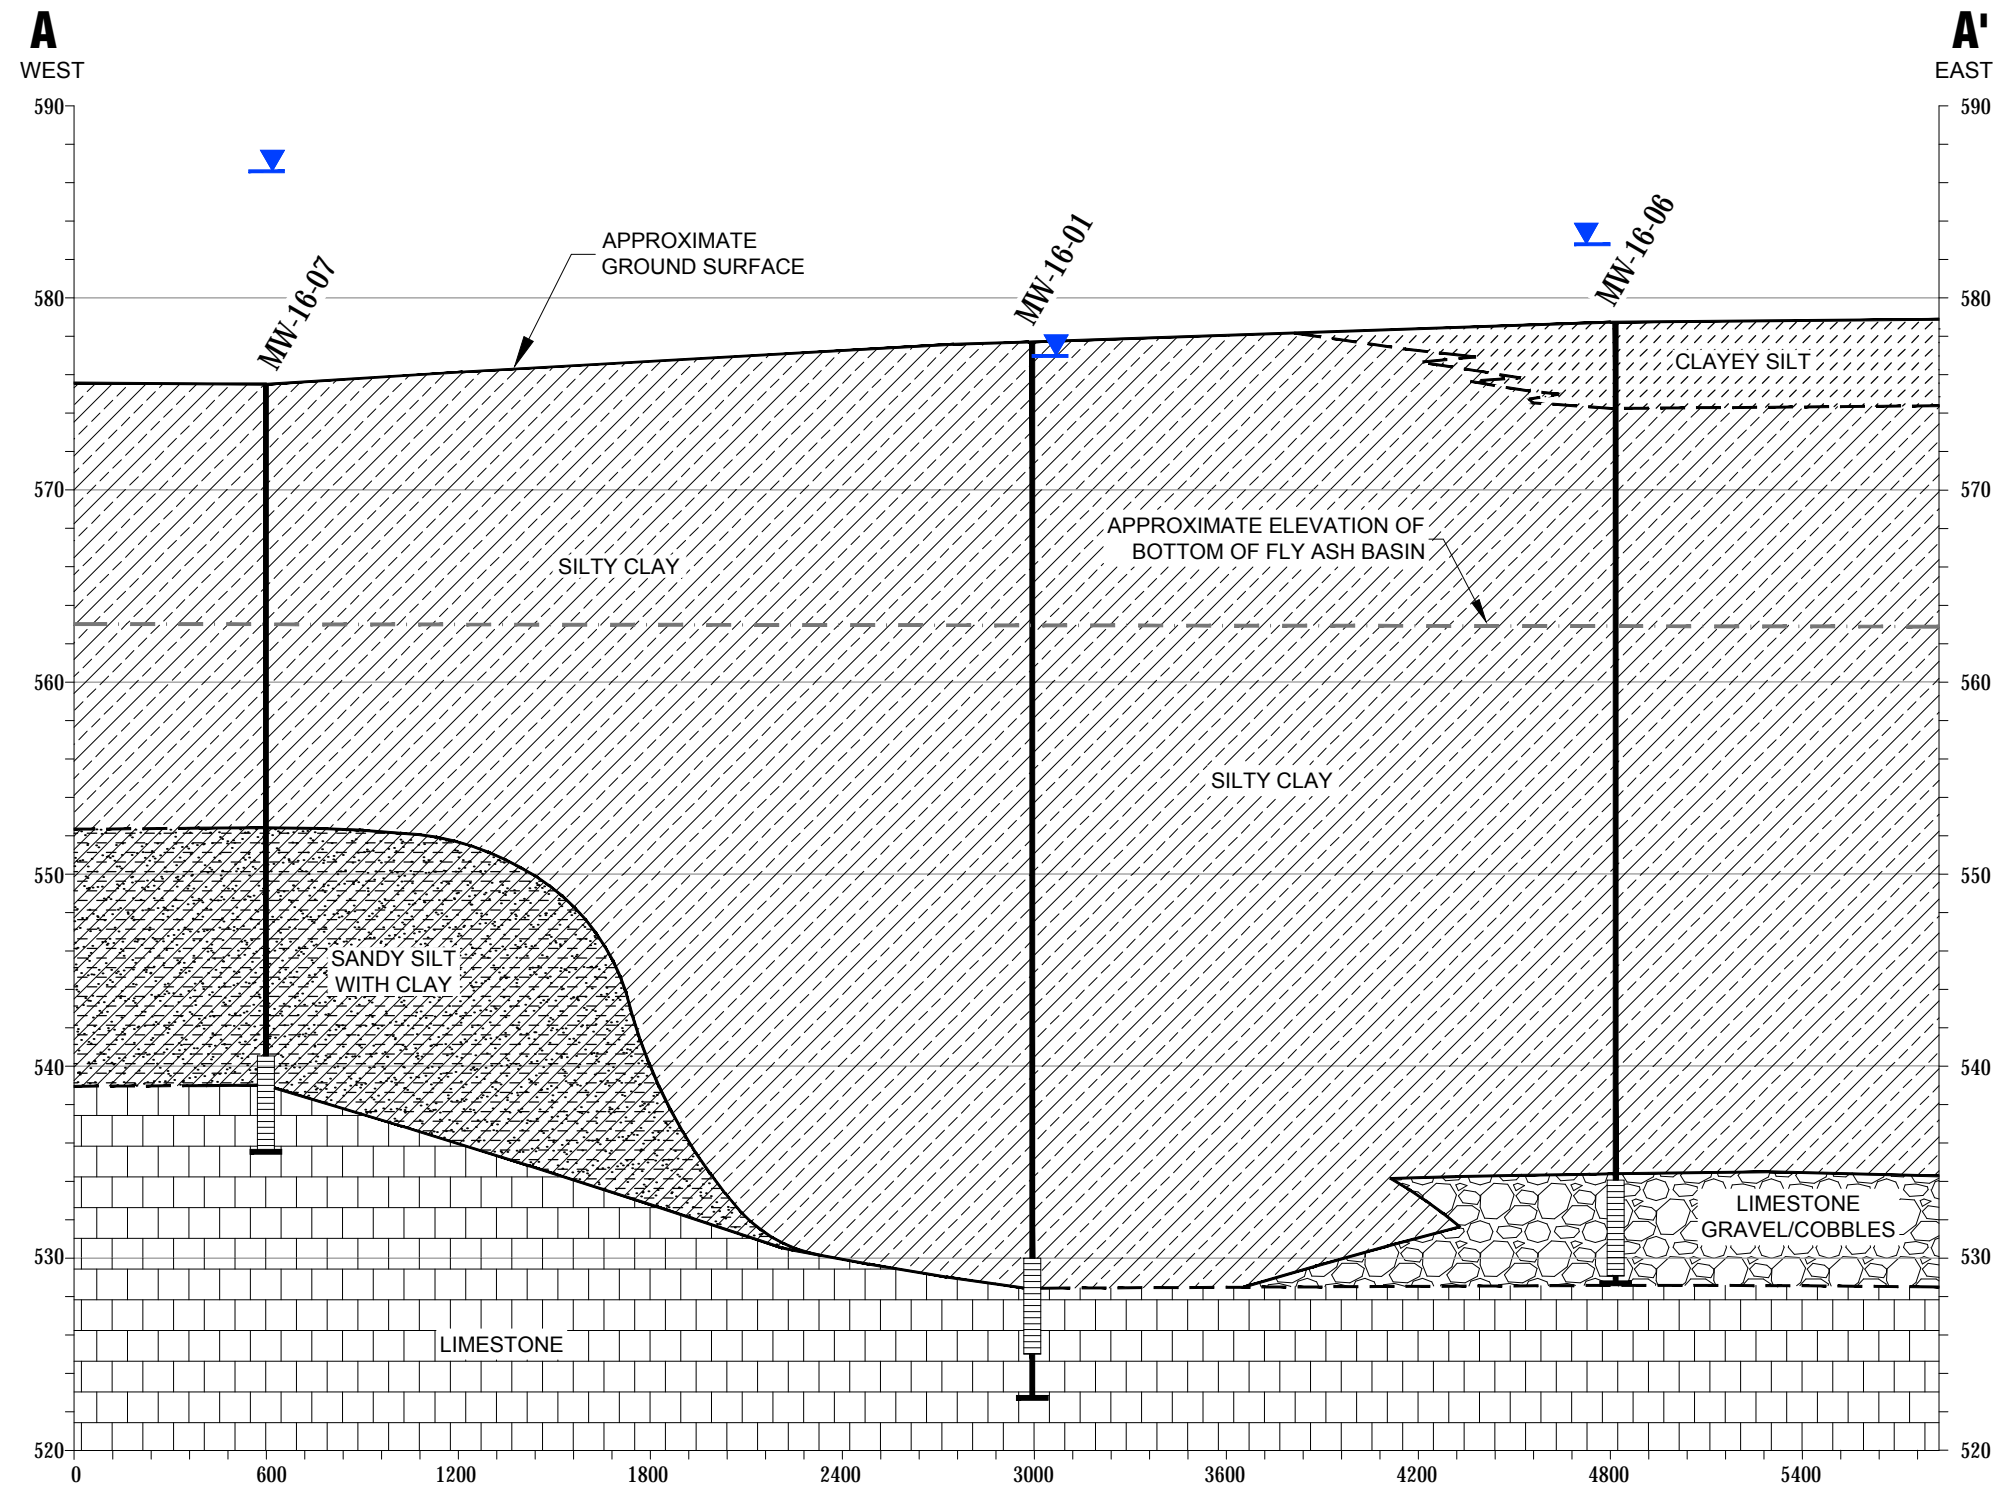 A
WEST
A'
EAST
590
590
MW-16-07
APPROXIMATE
GROUND SURFACE
MW-16-01
MW-16-06
580
580
CLAYEY SILT
570
570
APPROXIMATE ELEVATION OF
BOTTOM OF FLY ASH BASIN
SILTY CLAY
560
560
SILTY CLAY
550
550
SANDY SILT
WITH CLAY
540
540
LIMESTONE
GRAVEL/COBBLES
530
530
LIMESTONE
520
520
0
600
1200
1800
2400
3000
3600
4200
4800
5400